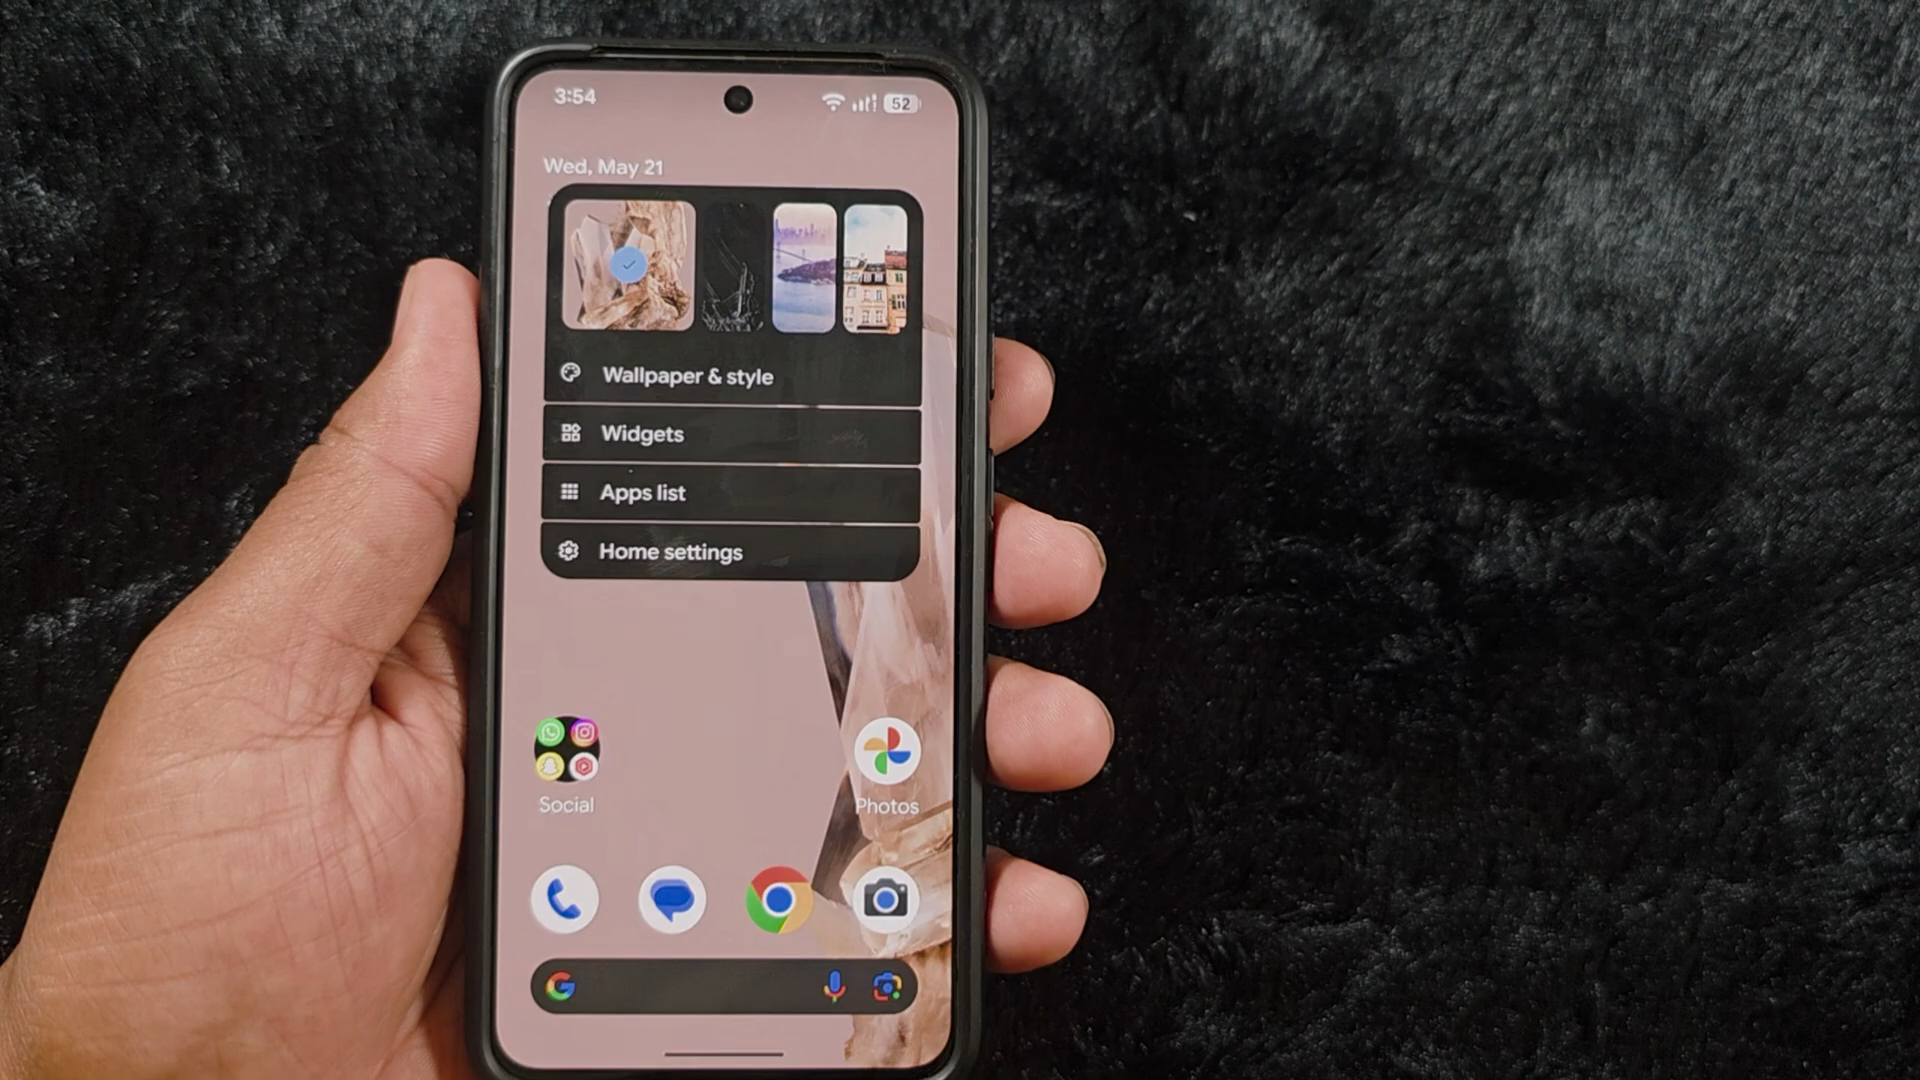 3:54
52
Wed, May 21
Wallpaper & style
Widgets
Apps list
Home settings
Social
Photos